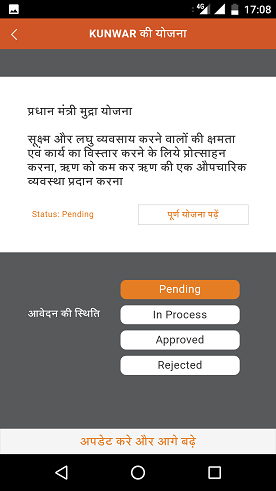 4G 17:08
KUNWAR की योजना
प्रधान मंत्री मुद्रा योजना
सूक्ष्म और लघु व्यवसाय करने वालों की क्षमता
एवं कार्य का विस्तार करने के लिये प्रोत्साहन
करना, ऋण को कम कर ऋण की एक औपचारिक
व्यवस्था प्रदान करना
Status: Pending पूर्ण योजना पढ़ें
Pending
आवेदन की स्थिति In Process
Approved
Rejected
अपडेट करे और आगे बढ़े